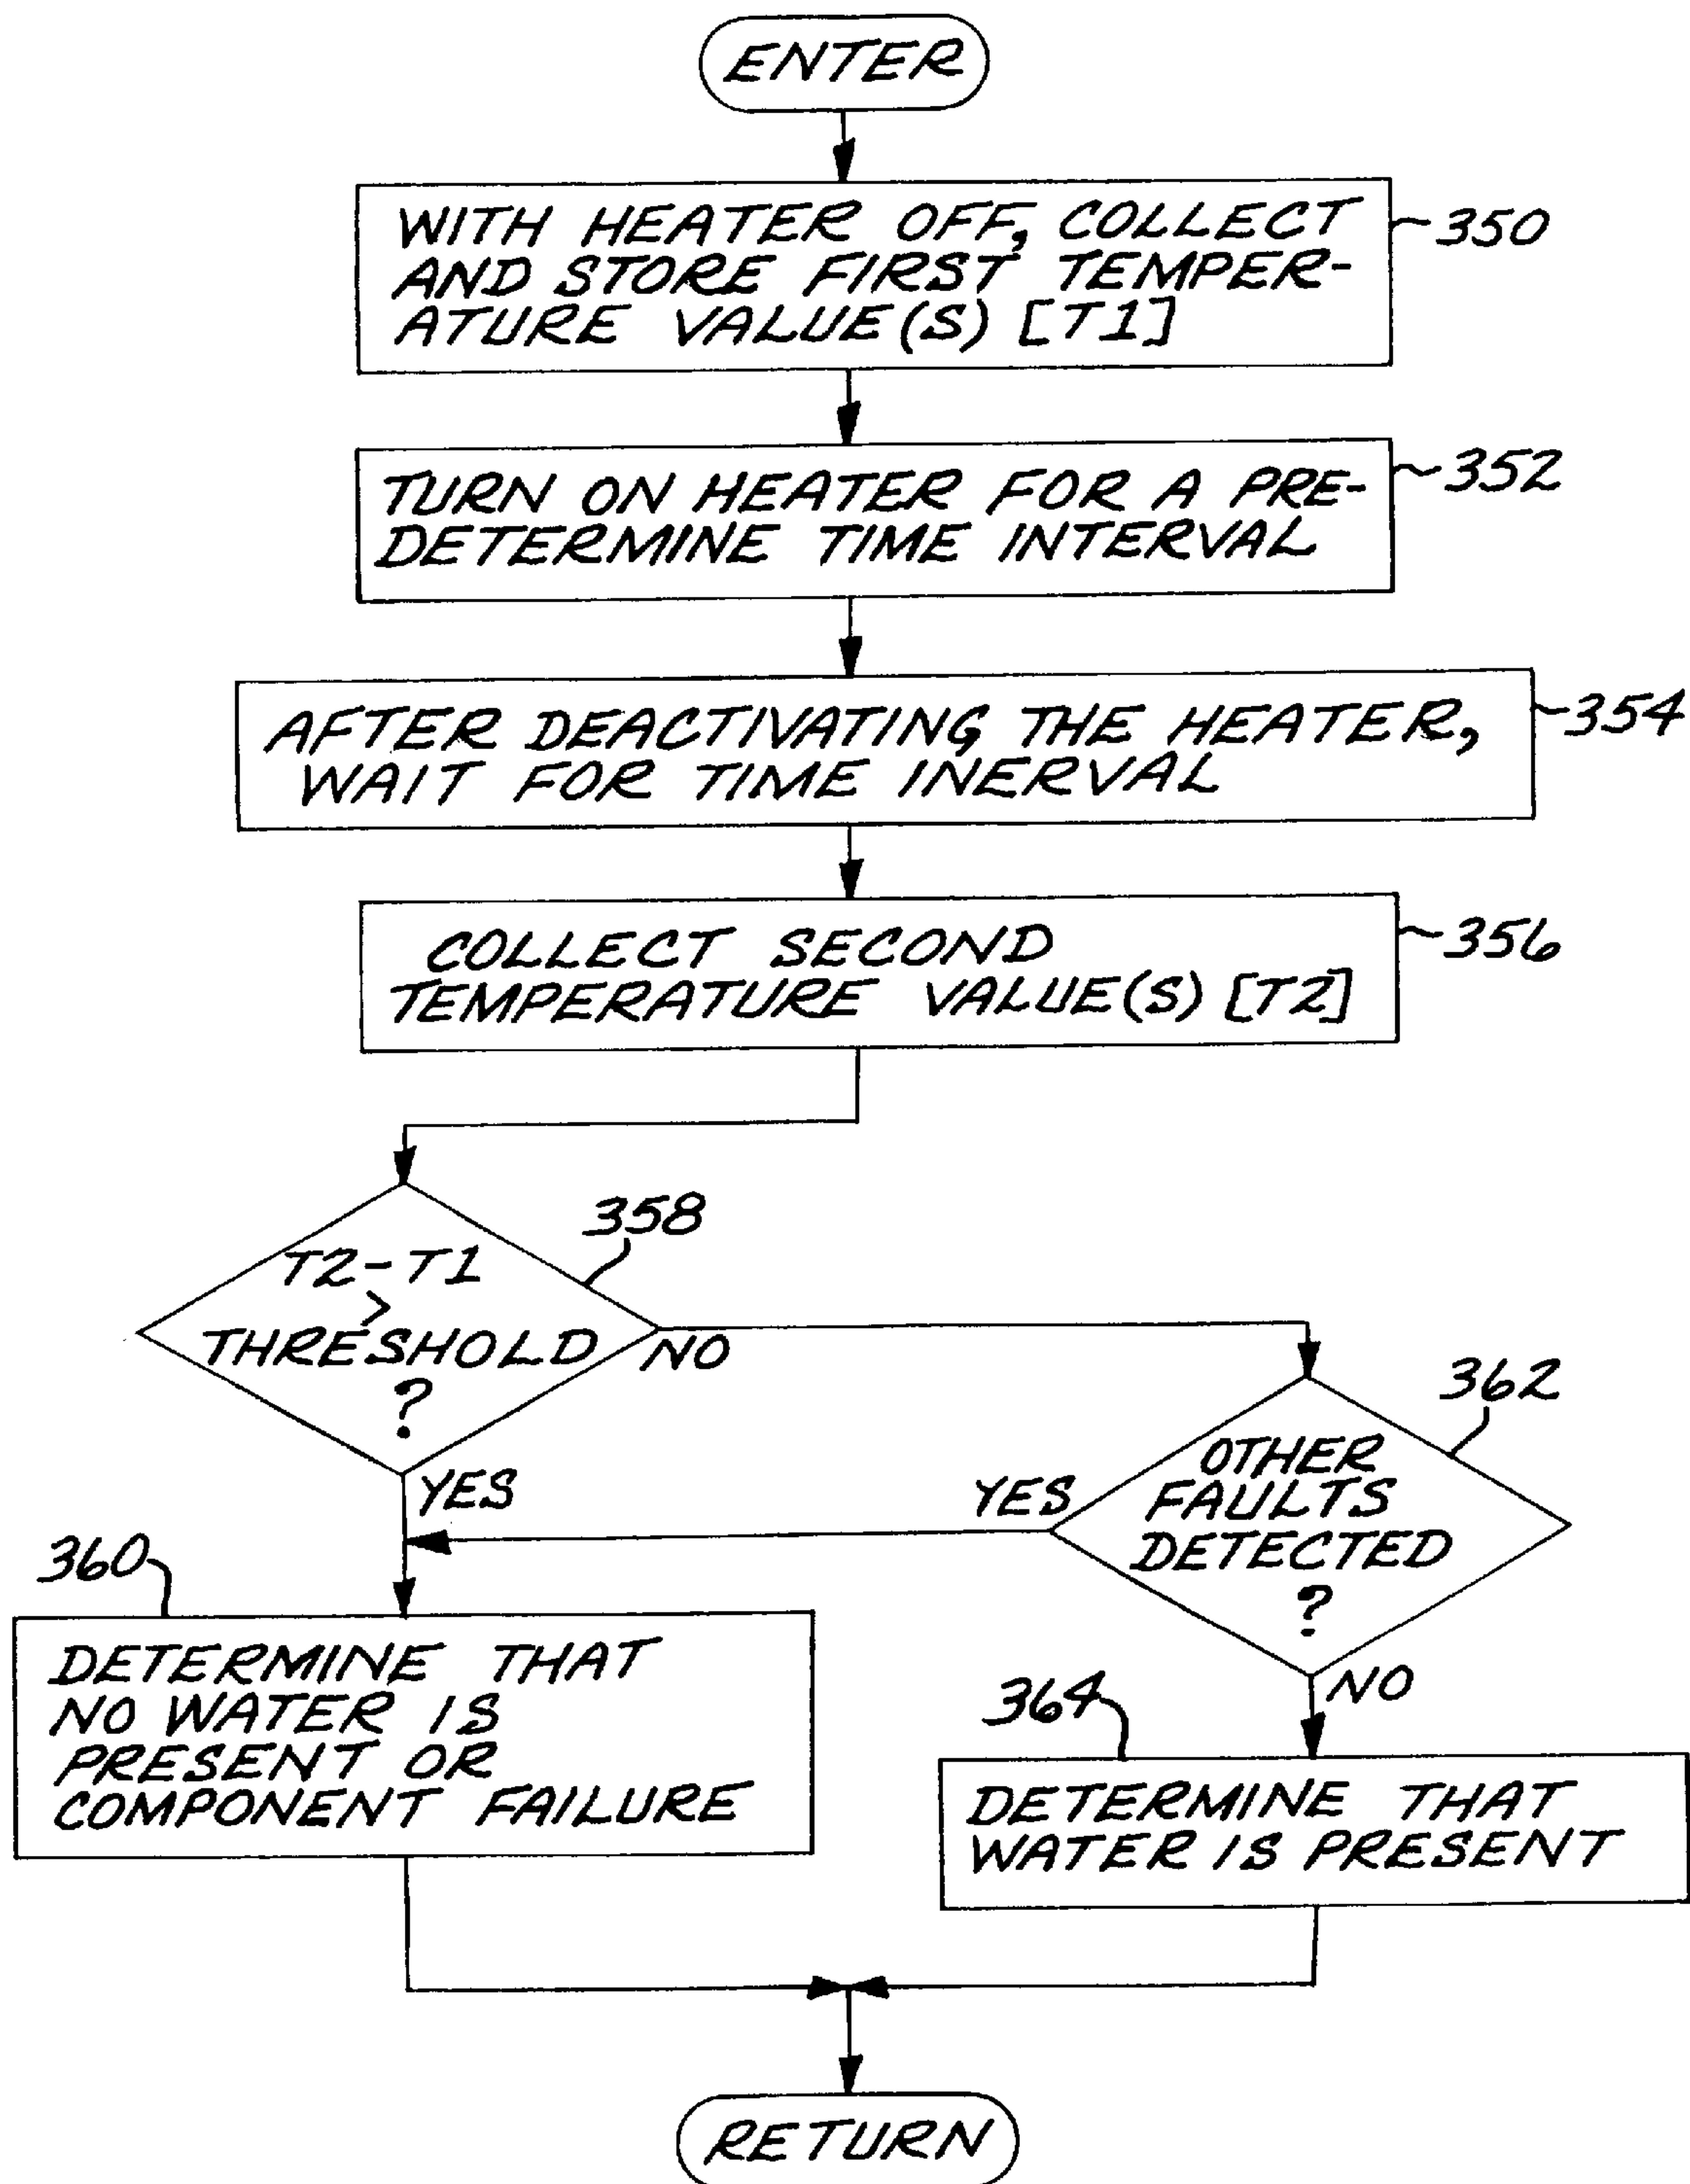 ENTER
WITH HEATER OFF, COLLECT
AND STORE FIRST TEMPER-
ATURE VALUE(S) [T1]
350
TURN ON HEATER FOR A PRE-
DETERMINE TIME INTERVAL
352
AFTER DEACTIVATING THE HEATER,
WAIT FOR TIME INERVAL
354
COLLECT SECOND
TEMPERATURE VALUE(S) [T2]
356
358
T2-T1
>
THRESHOLD
?
NO
YES
362
OTHER
FAULTS
DETECTED
?
YES
NO
360
DETERMINE THAT
NO WATER IS
PRESENT OR
COMPONENT FAILURE
364
DETERMINE THAT
WATER IS PRESENT
RETURN